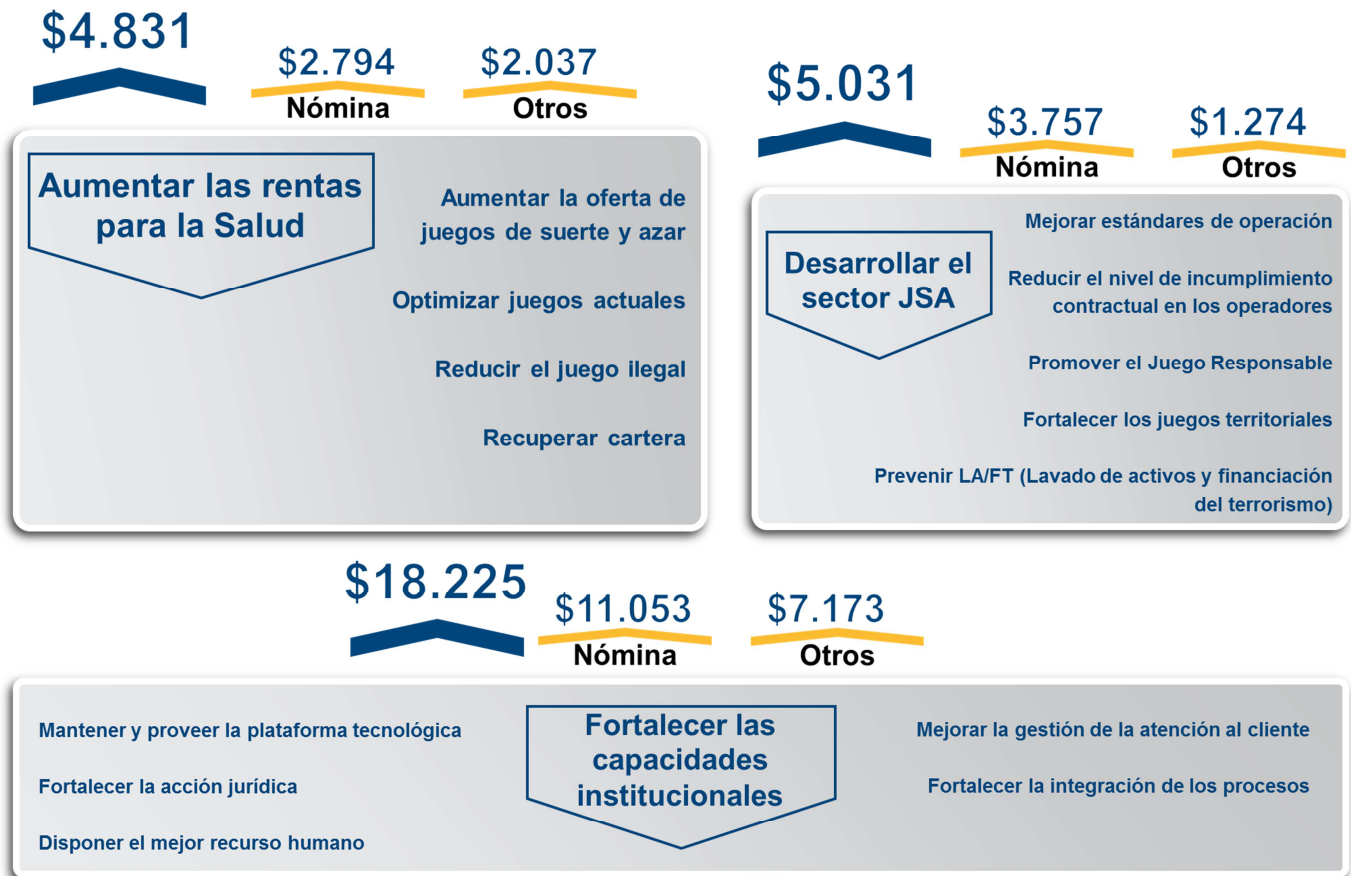 $4.831
$2.794
$2.037
Nómina
Otros
Aumentar las rentas
para la Salud
Aumentar la oferta de
juegos de suerte y azar
Optimizar juegos actuales
Reducir el juego ilegal
Recuperar cartera
$5.031
$3.757
$1.274
Nómina
Otros
Desarrollar el
sector JSA
Mejorar estándares de operación
Reducir el nivel de incumplimiento
contractual en los operadores
Promover el Juego Responsable
Fortalecer los juegos territoriales
Prevenir LA/FT (Lavado de activos y financiación
del terrorismo)
$18.225
$11.053
$7.173
Nómina
Otros
Mantener y proveer la plataforma tecnológica
Fortalecer la acción jurídica
Disponer el mejor recurso humano
Fortalecer las
capacidades
institucionales
Mejorar la gestión de la atención al cliente
Fortalecer la integración de los procesos